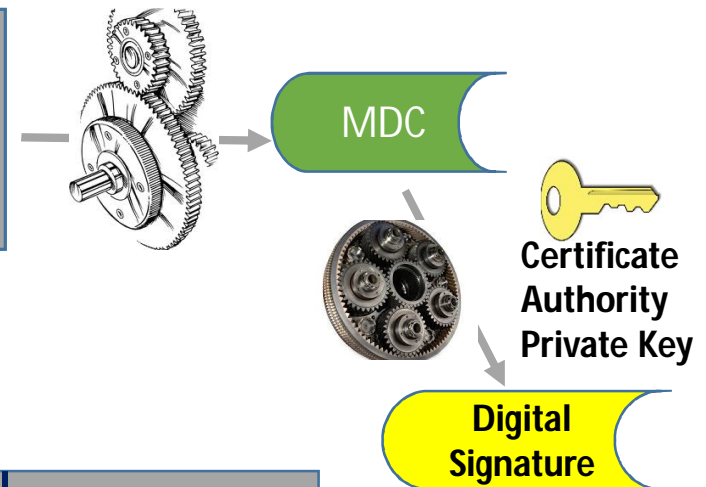 MDC
Certificate
Authority
Private Key
Digital
Signature